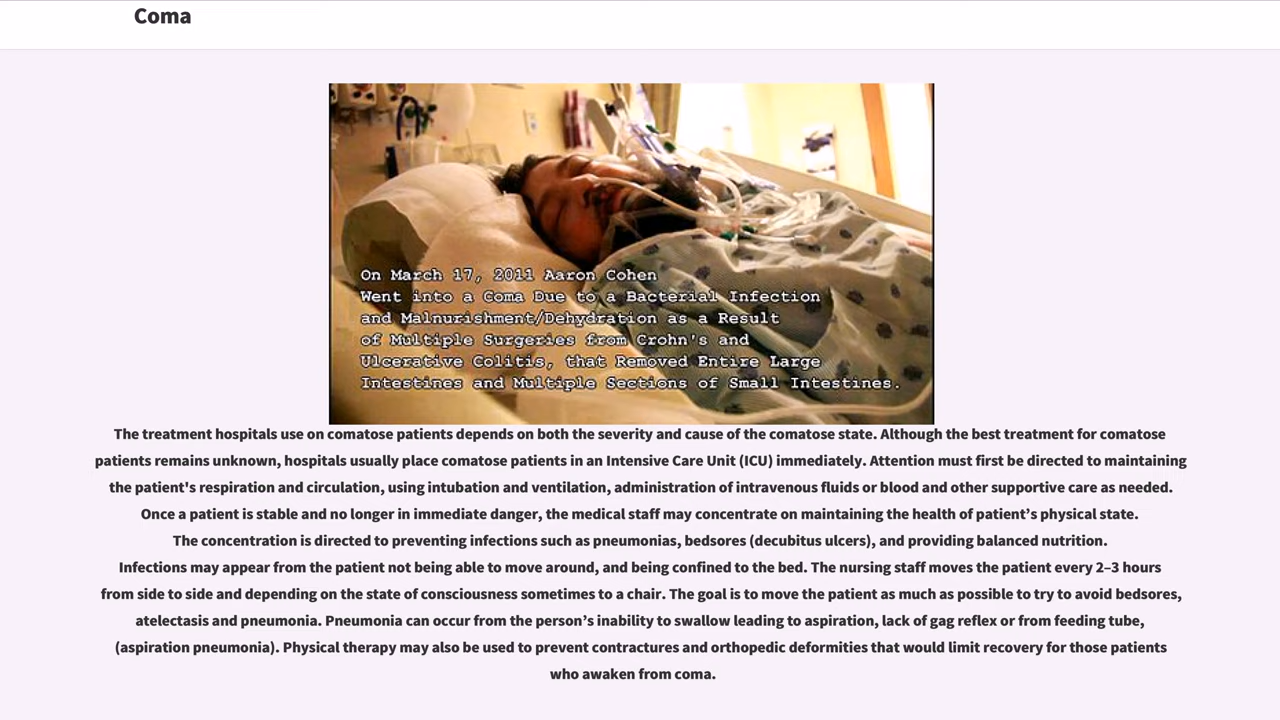 Coma
On March 17, 2011 Aaron Cohen
Went into a Coma Due to a Bacterial Infection
and Malnurishment/Dehydration as a Result
of Multiple Surgeries from Crohn's and
Ulcerative Colitis, that Removed Entire Large
Intestines and Multiple Sections of Small Intestines.
The treatment hospitals use on comatose patients depends on both the severity and cause of the comatose state. Although the best treatment for comatose
patients remains unknown, hospitals usually place comatose patients in an Intensive Care Unit (ICU) immediately. Attention must first be directed to maintaining
the patient's respiration and circulation, using intubation and ventilation, administration of intravenous fluids or blood and other supportive care as needed.
Once a patient is stable and no longer in immediate danger, the medical staff may concentrate on maintaining the health of patient’s physical state.
The concentration is directed to preventing infections such as pneumonias, bedsores (decubitus ulcers), and providing balanced nutrition.
Infections may appear from the patient not being able to move around, and being confined to the bed. The nursing staff moves the patient every 2–3 hours
from side to side and depending on the state of consciousness sometimes to a chair. The goal is to move the patient as much as possible to try to avoid bedsores,
atelectasis and pneumonia. Pneumonia can occur from the person’s inability to swallow leading to aspiration, lack of gag reflex or from feeding tube,
(aspiration pneumonia). Physical therapy may also be used to prevent contractures and orthopedic deformities that would limit recovery for those patients
who awaken from coma.